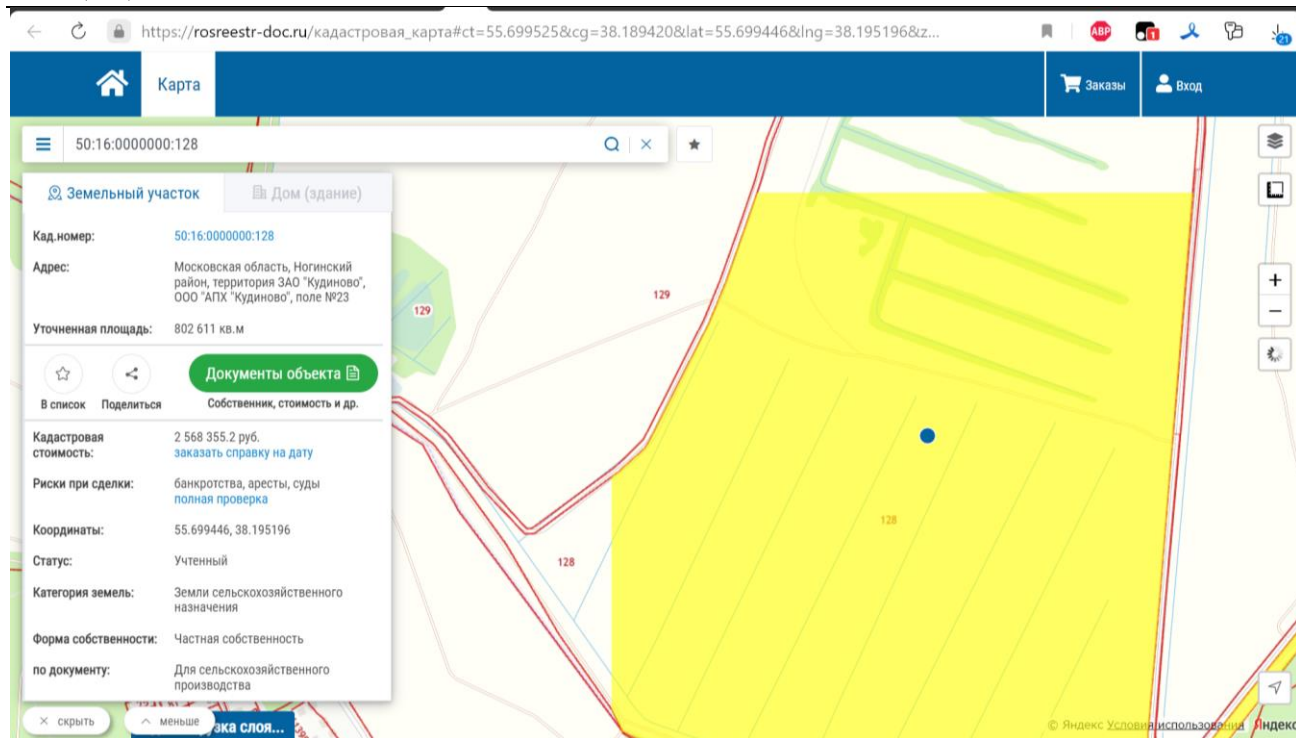 https://rosreestr-doc.ru/кадастровая_карта#ct=55.699525&cg=38.189420&lat=55.699446&lng=38.195196&z...
ABP
1
21
Карта
Заказы
Вход
50:16:0000000:128
Земельный участок
Дом (здание)
Кад.номер: 50:16:0000000:128
Адрес: Московская область, Ногинский
район, территория ЗАО "Кудиново",
ООО "АПХ "Кудиново", поле №23
Уточненная площадь: 802 611 кв.м
Документы объекта
В список Поделиться Собственник, стоимость и др.
Кадастровая 2 568 355.2 руб.
стоимость: заказать справку на дату
Риски при сделки: банкротства, аресты, суды
полная проверка
Координаты: 55.699446, 38.195196
Статус: Учтенный
Категория земель: Земли сельскохозяйственного
назначения
Форма собственности: Частная собственность
по документу: Для сельскохозяйственного
производства
скрыть
меньше
зка слоя...
129
129
128
128
© Яндекс Условия использования Яндекс